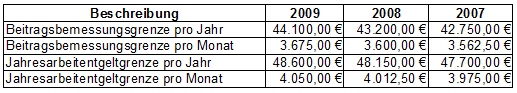 Beschreibung 2009 2008 2007
Beitragsbemessungsgrenze pro Jahr 44.100,00 € 43.200,00 € 42.750,00 €
Beitragsbemessungsgrenze pro Monat 3.675,00 € 3.600,00 € 3.562,50 €
Jahresarbeitentgeltgrenze pro Jahr 48.600,00 € 48.150,00 € 47.700,00 €
Jahresarbeitentgeltgrenze pro Monat 4.050,00 € 4.012,50 € 3.975,00 €